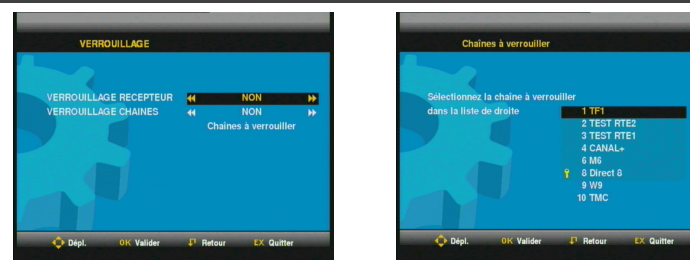 VERROUILLAGE
VERROUILLAGE RECEPTEUR NON
VERROUILLAGE CHAINES NON
Chaînes à verrouiller
Dépl. OK Valider Retour EX Quitter
Chaînes à verrouiller
Sélectionnez la chaîne à verrouiller
dans la liste de droite
1 TF1
2 TEST RTE2
3 TEST RTE1
4 CANAL+
6 M6
8 Direct 8
9 W9
10 TMC
Dépl. OK Valider Retour EX Quitter